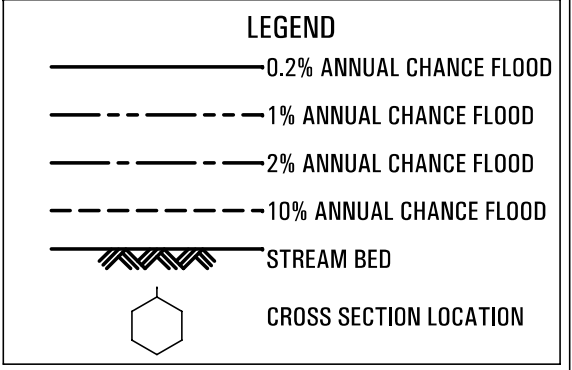 LEGEND
0.2% ANNUAL CHANCE FLOOD
1% ANNUAL CHANCE FLOOD
2% ANNUAL CHANCE FLOOD
10% ANNUAL CHANCE FLOOD
STREAM BED
CROSS SECTION LOCATION